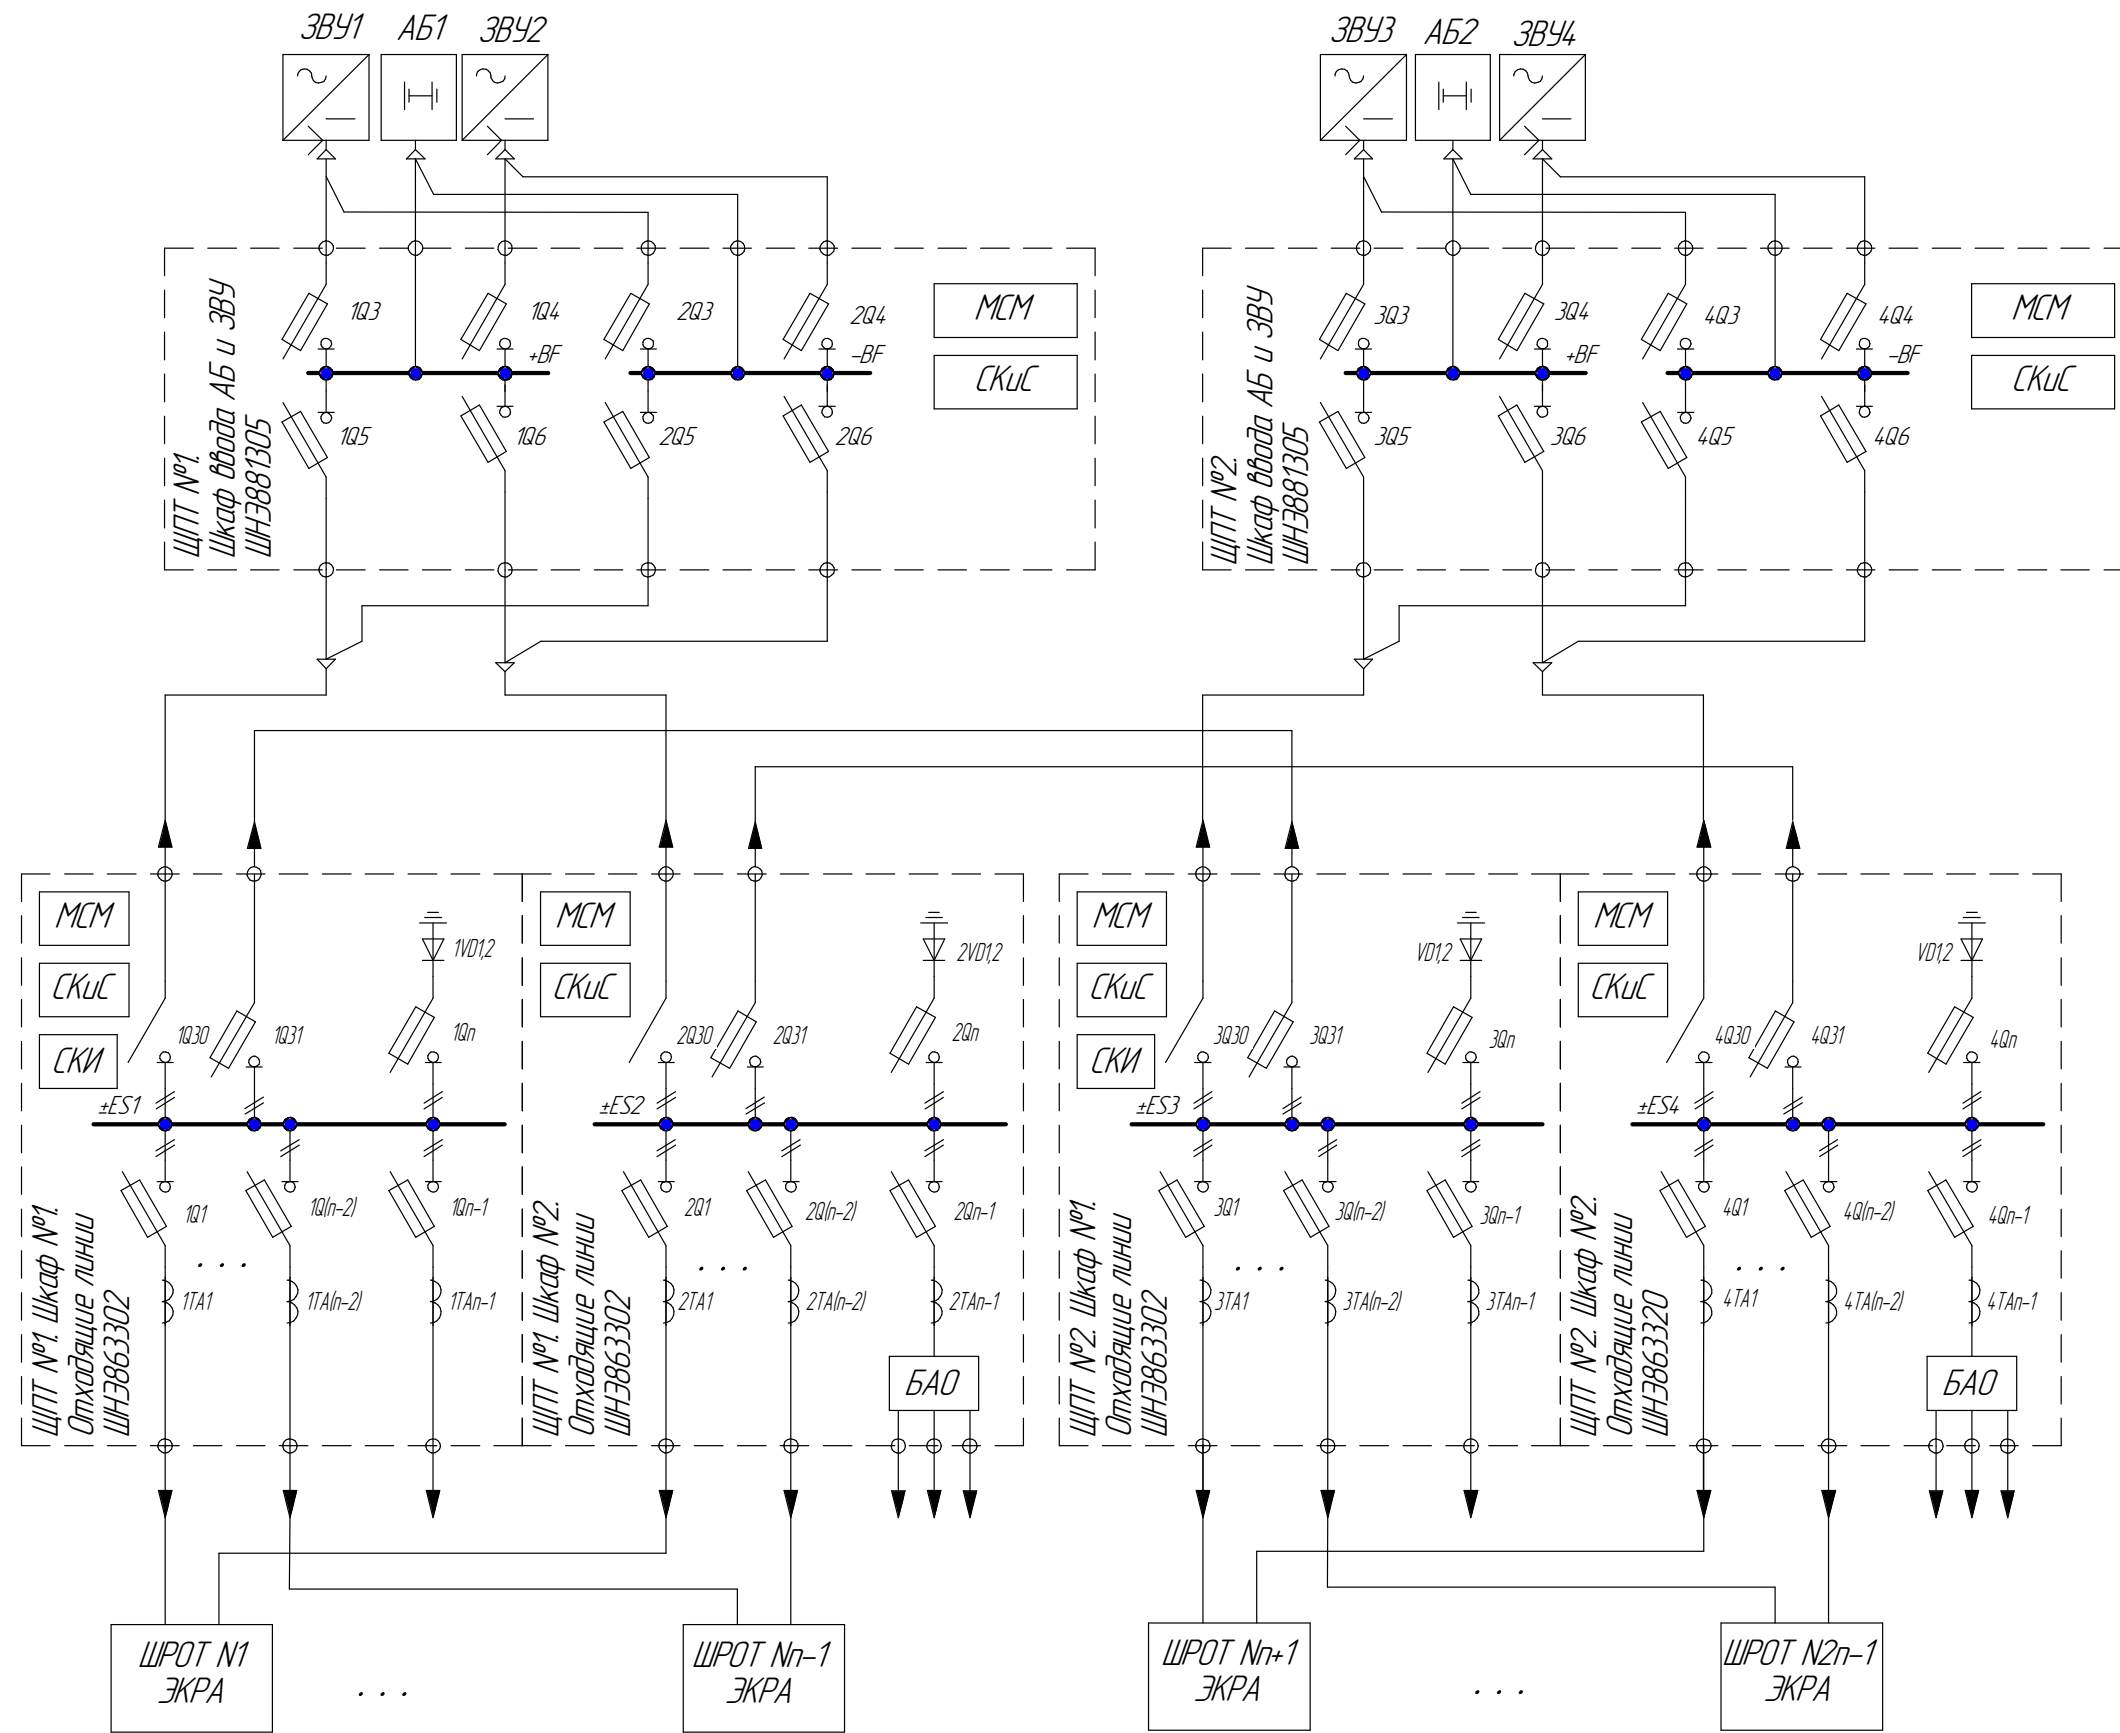 ЗВУ1
АБ1
ЗВУ2
ЗВУ3
АБ2
ЗВУ4
ЩПТ №1.
Шкаф ввода АБ и ЗВУ
ШНЭ881305
1Q3
1Q4
2Q3
2Q4
+BF
-BF
1Q5
1Q6
2Q5
2Q6
МСМ
СКиС
ЩПТ №2.
Шкаф ввода АБ и ЗВУ
ШНЭ881305
3Q3
3Q4
4Q3
4Q4
+BF
-BF
3Q5
3Q6
4Q5
4Q6
МСМ
СКиС
МСМ
СКиС
СКИ
1Q30
1Q31
1VD1,2
1Qn
±ES1
1Q1
1Q(n-2)
1Qn-1
. . .
1TA1
1TA(n-2)
1TAn-1
ЩПТ №1. Шкаф №1.
Отходящие линии
ШНЭ863302
МСМ
СКиС
2Q30
2Q31
2VD1,2
2Qn
±ES2
2Q1
2Q(n-2)
2Qn-1
. . .
2TA1
2TA(n-2)
2TAn-1
БАО
ЩПТ №1. Шкаф №2.
Отходящие линии
ШНЭ863302
МСМ
СКиС
СКИ
3Q30
3Q31
VD1,2
3Qn
±ES3
3Q1
3Q(n-2)
3Qn-1
. . .
3TA1
3TA(n-2)
3TAn-1
ЩПТ №2. Шкаф №1.
Отходящие линии
ШНЭ863302
МСМ
СКиС
4Q30
4Q31
VD1,2
4Qn
±ES4
4Q1
4Q(n-2)
4Qn-1
. . .
4TA1
4TA(n-2)
4TAn-1
БАО
ЩПТ №2. Шкаф №2.
Отходящие линии
ШНЭ863320
ШРОТ N1
ЭКРА
. . .
ШРОТ Nn-1
ЭКРА
ШРОТ Nn+1
ЭКРА
. . .
ШРОТ N2n-1
ЭКРА